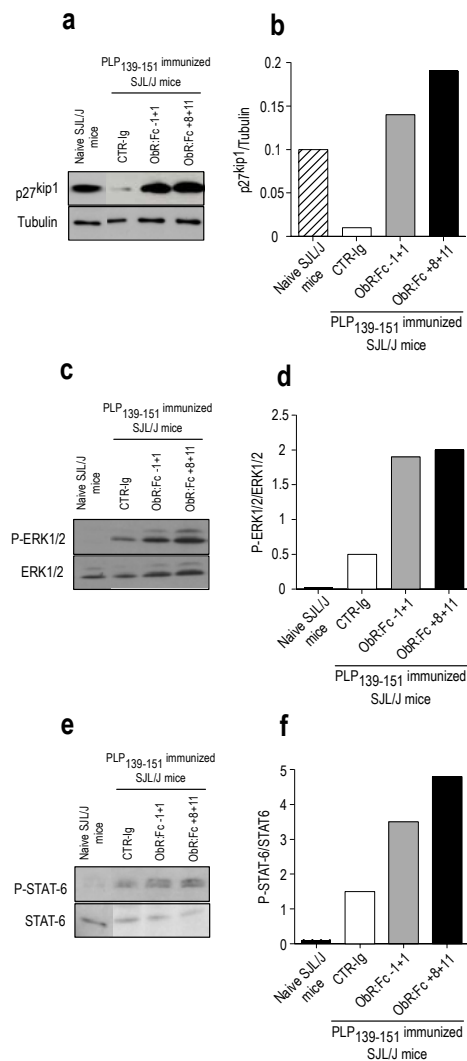 a
PLP139-151 immunized
SJL/J mice
Naive SJL/J
mice
CTR-Ig
ObR:Fc -1+1
ObR:Fc +8+11
p27kip1
Tubulin
b
p27kip1/Tubulin
0.2
0.15
0.1
0.05
0
Naive SJL/J
mice
CTR-Ig
ObR:Fc -1+1
ObR:Fc +8+11
PLP139-151 immunized
SJL/J mice
c
PLP139-151 immunized
SJL/J mice
Naive SJL/J
mice
CTR-Ig
ObR:Fc -1+1
ObR:Fc +8+11
P-ERK1/2
ERK1/2
d
P-ERK1/2/ERK1/2
2.5
2
1.5
1
0.5
0
Naive SJL/J
mice
CTR-Ig
ObR:Fc -1+1
ObR:Fc +8+11
PLP139-151 immunized
SJL/J mice
e
PLP139-151 immunized
SJL/J mice
Naive SJL/J
mice
CTR-Ig
ObR:Fc -1+1
ObR:Fc +8+11
P-STAT-6
STAT-6
f
P-STAT-6/STAT6
5
4
3
2
1
0
Naive SJL/J
mice
CTR-Ig
ObR:Fc -1+1
ObR:Fc +8+11
PLP139-151 immunized
SJL/J mice